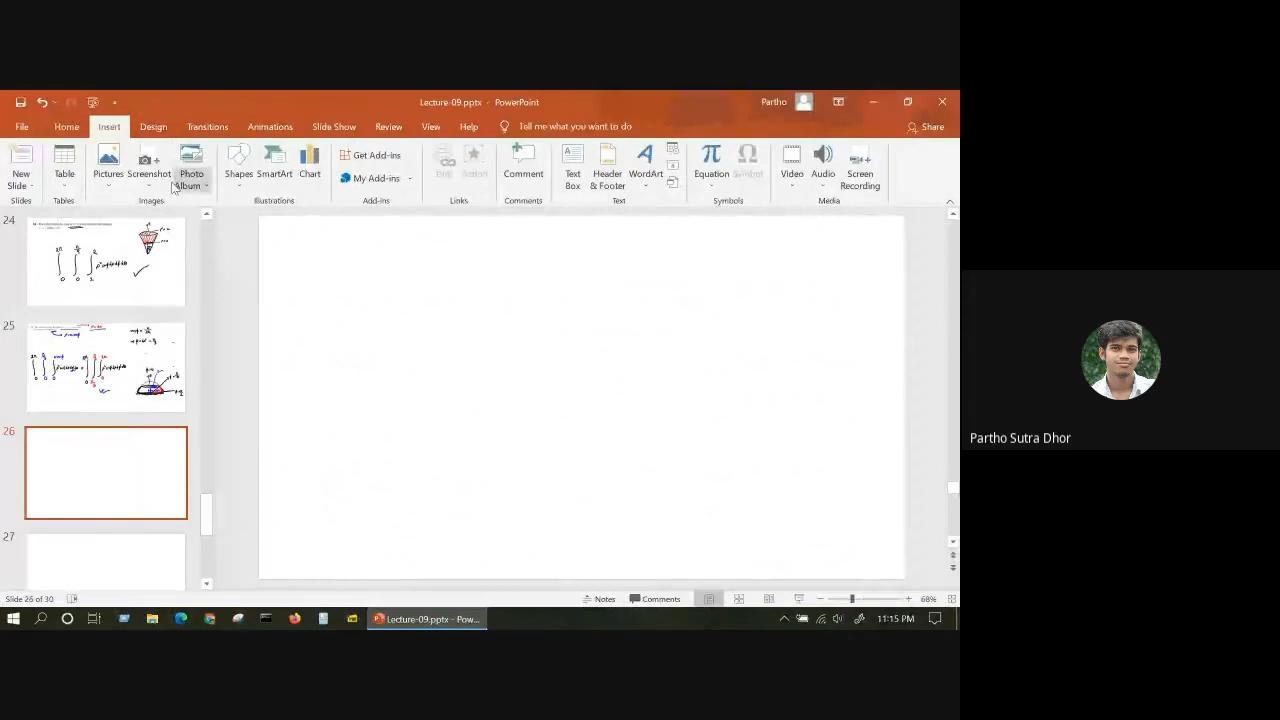 Lecture-09.pptx - PowerPoint
Partho
File Home Insert Design Transitions Animations Slide Show Review View Help Tell me what you want to do Share
New Slide
Table
Pictures
Screenshot
Photo Album
Shapes
SmartArt
Chart
Get Add-ins
My Add-ins
Link
Action
Comment
Text Box
Header & Footer
WordArt
Equation
Symbol
Video
Audio
Screen Recording
Slides Tables Images Illustrations Add-ins Links Comments Text Symbols Media
24
25
26
27
Partho Sutra Dhor
Slide 26 of 30
Notes Comments 68%
Lecture-09.pptx - Pow...
11:15 PM